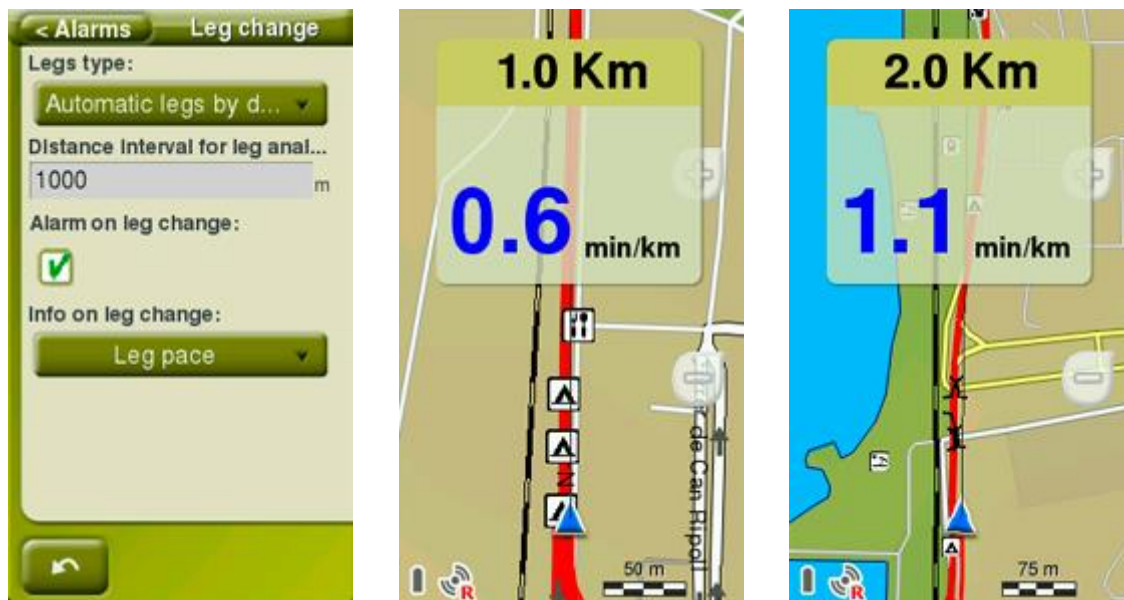 < Alarms
Leg change
Legs type:
Automatic legs by d...
Distance Interval for leg anal...
1000
m
Alarm on leg change:
Info on leg change:
Leg pace
1.0 Km
0.6 min/km
de Can Ripol
50 m
R
2.0 Km
1.1 min/km
75 m
R